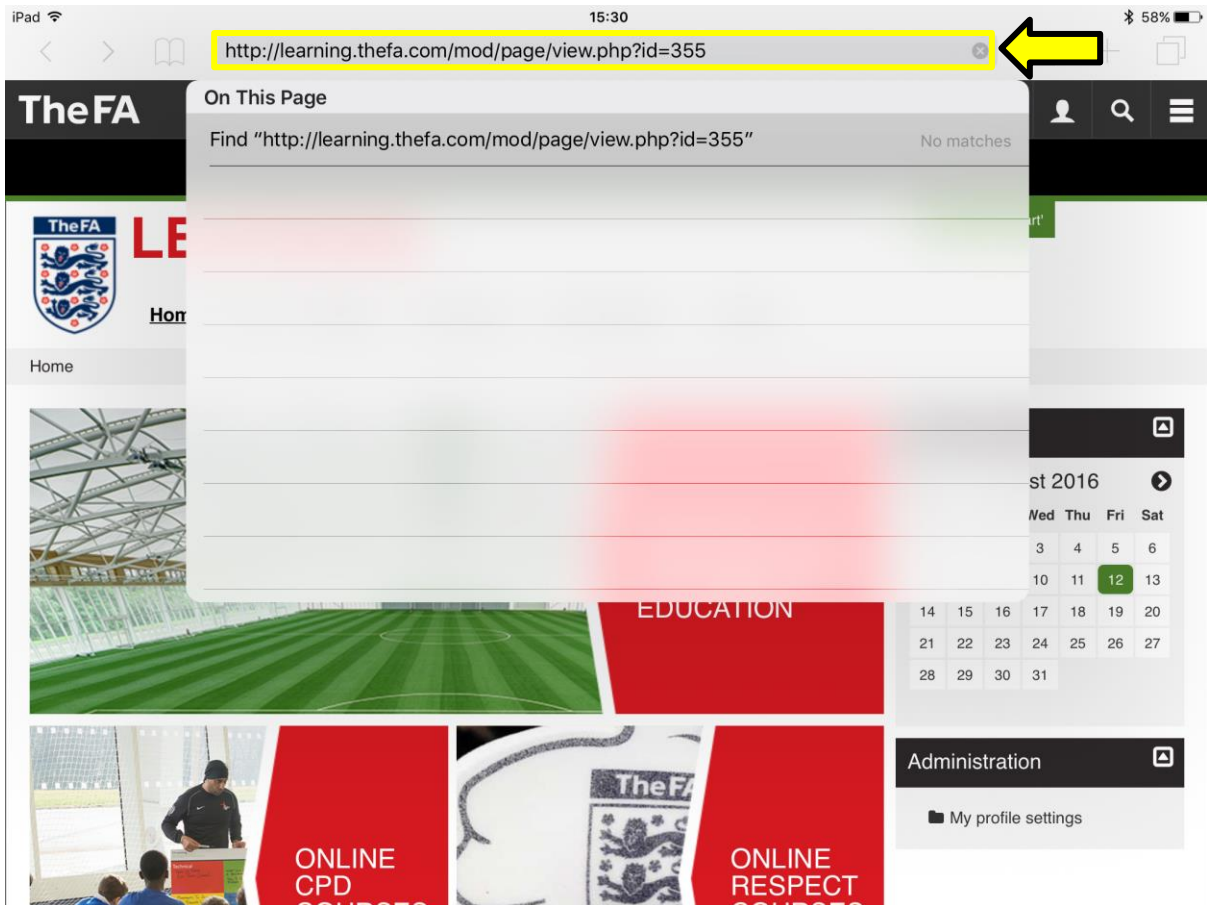 iPad 15:30 58%
http://learning.thefa.com/mod/page/view.php?id=355
TheFA
On This Page
Find “http://learning.thefa.com/mod/page/view.php?id=355” No matches
TheFA
LE
art'
Hom
Home
st 2016
Wed Thu Fri Sat
3 4 5 6
10 11 12 13
14 15 16 17 18 19 20
21 22 23 24 25 26 27
28 29 30 31
EDUCATION
Administration
My profile settings
TheFA
ONLINE
CPD
COURSES
ONLINE
RESPECT
COURSES